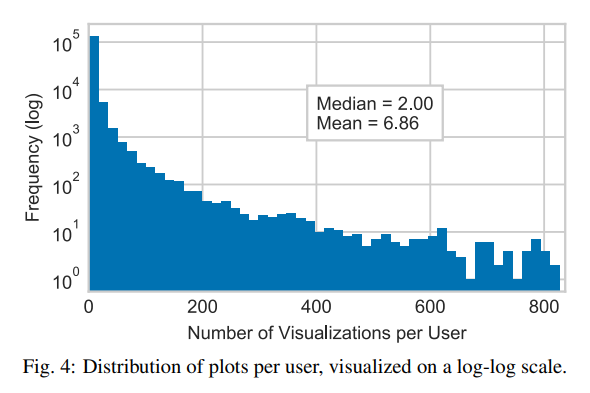 10^5
10^4
10^3
10^2
10^1
10^0
Frequency (log)
Median = 2.00
Mean = 6.86
0 200 400 600 800
Number of Visualizations per User
Fig. 4: Distribution of plots per user, visualized on a log-log scale.